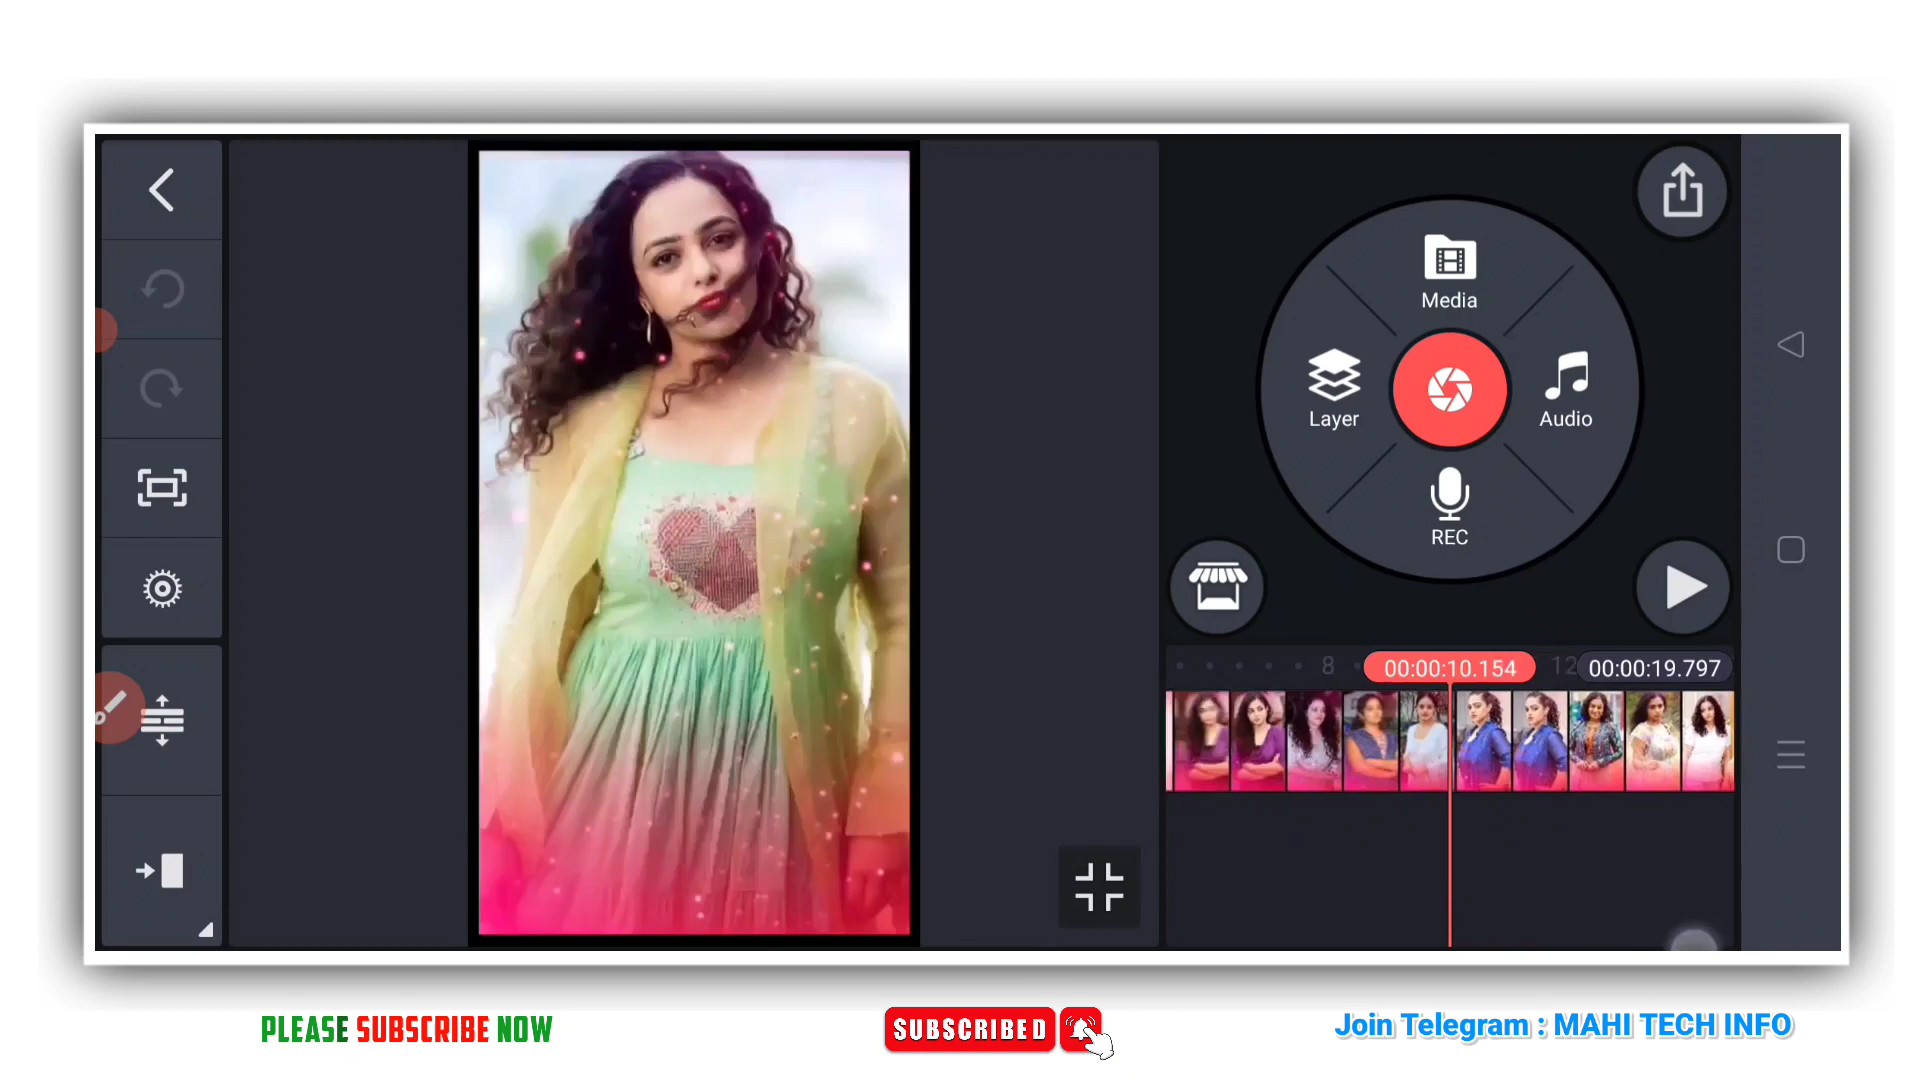 Media
Layer
Audio
REC
8
00:00:10.154
12
00:00:19.797
PLEASE SUBSCRIBE NOW
SUBSCRIBED
Join Telegram : MAHI TECH INFO